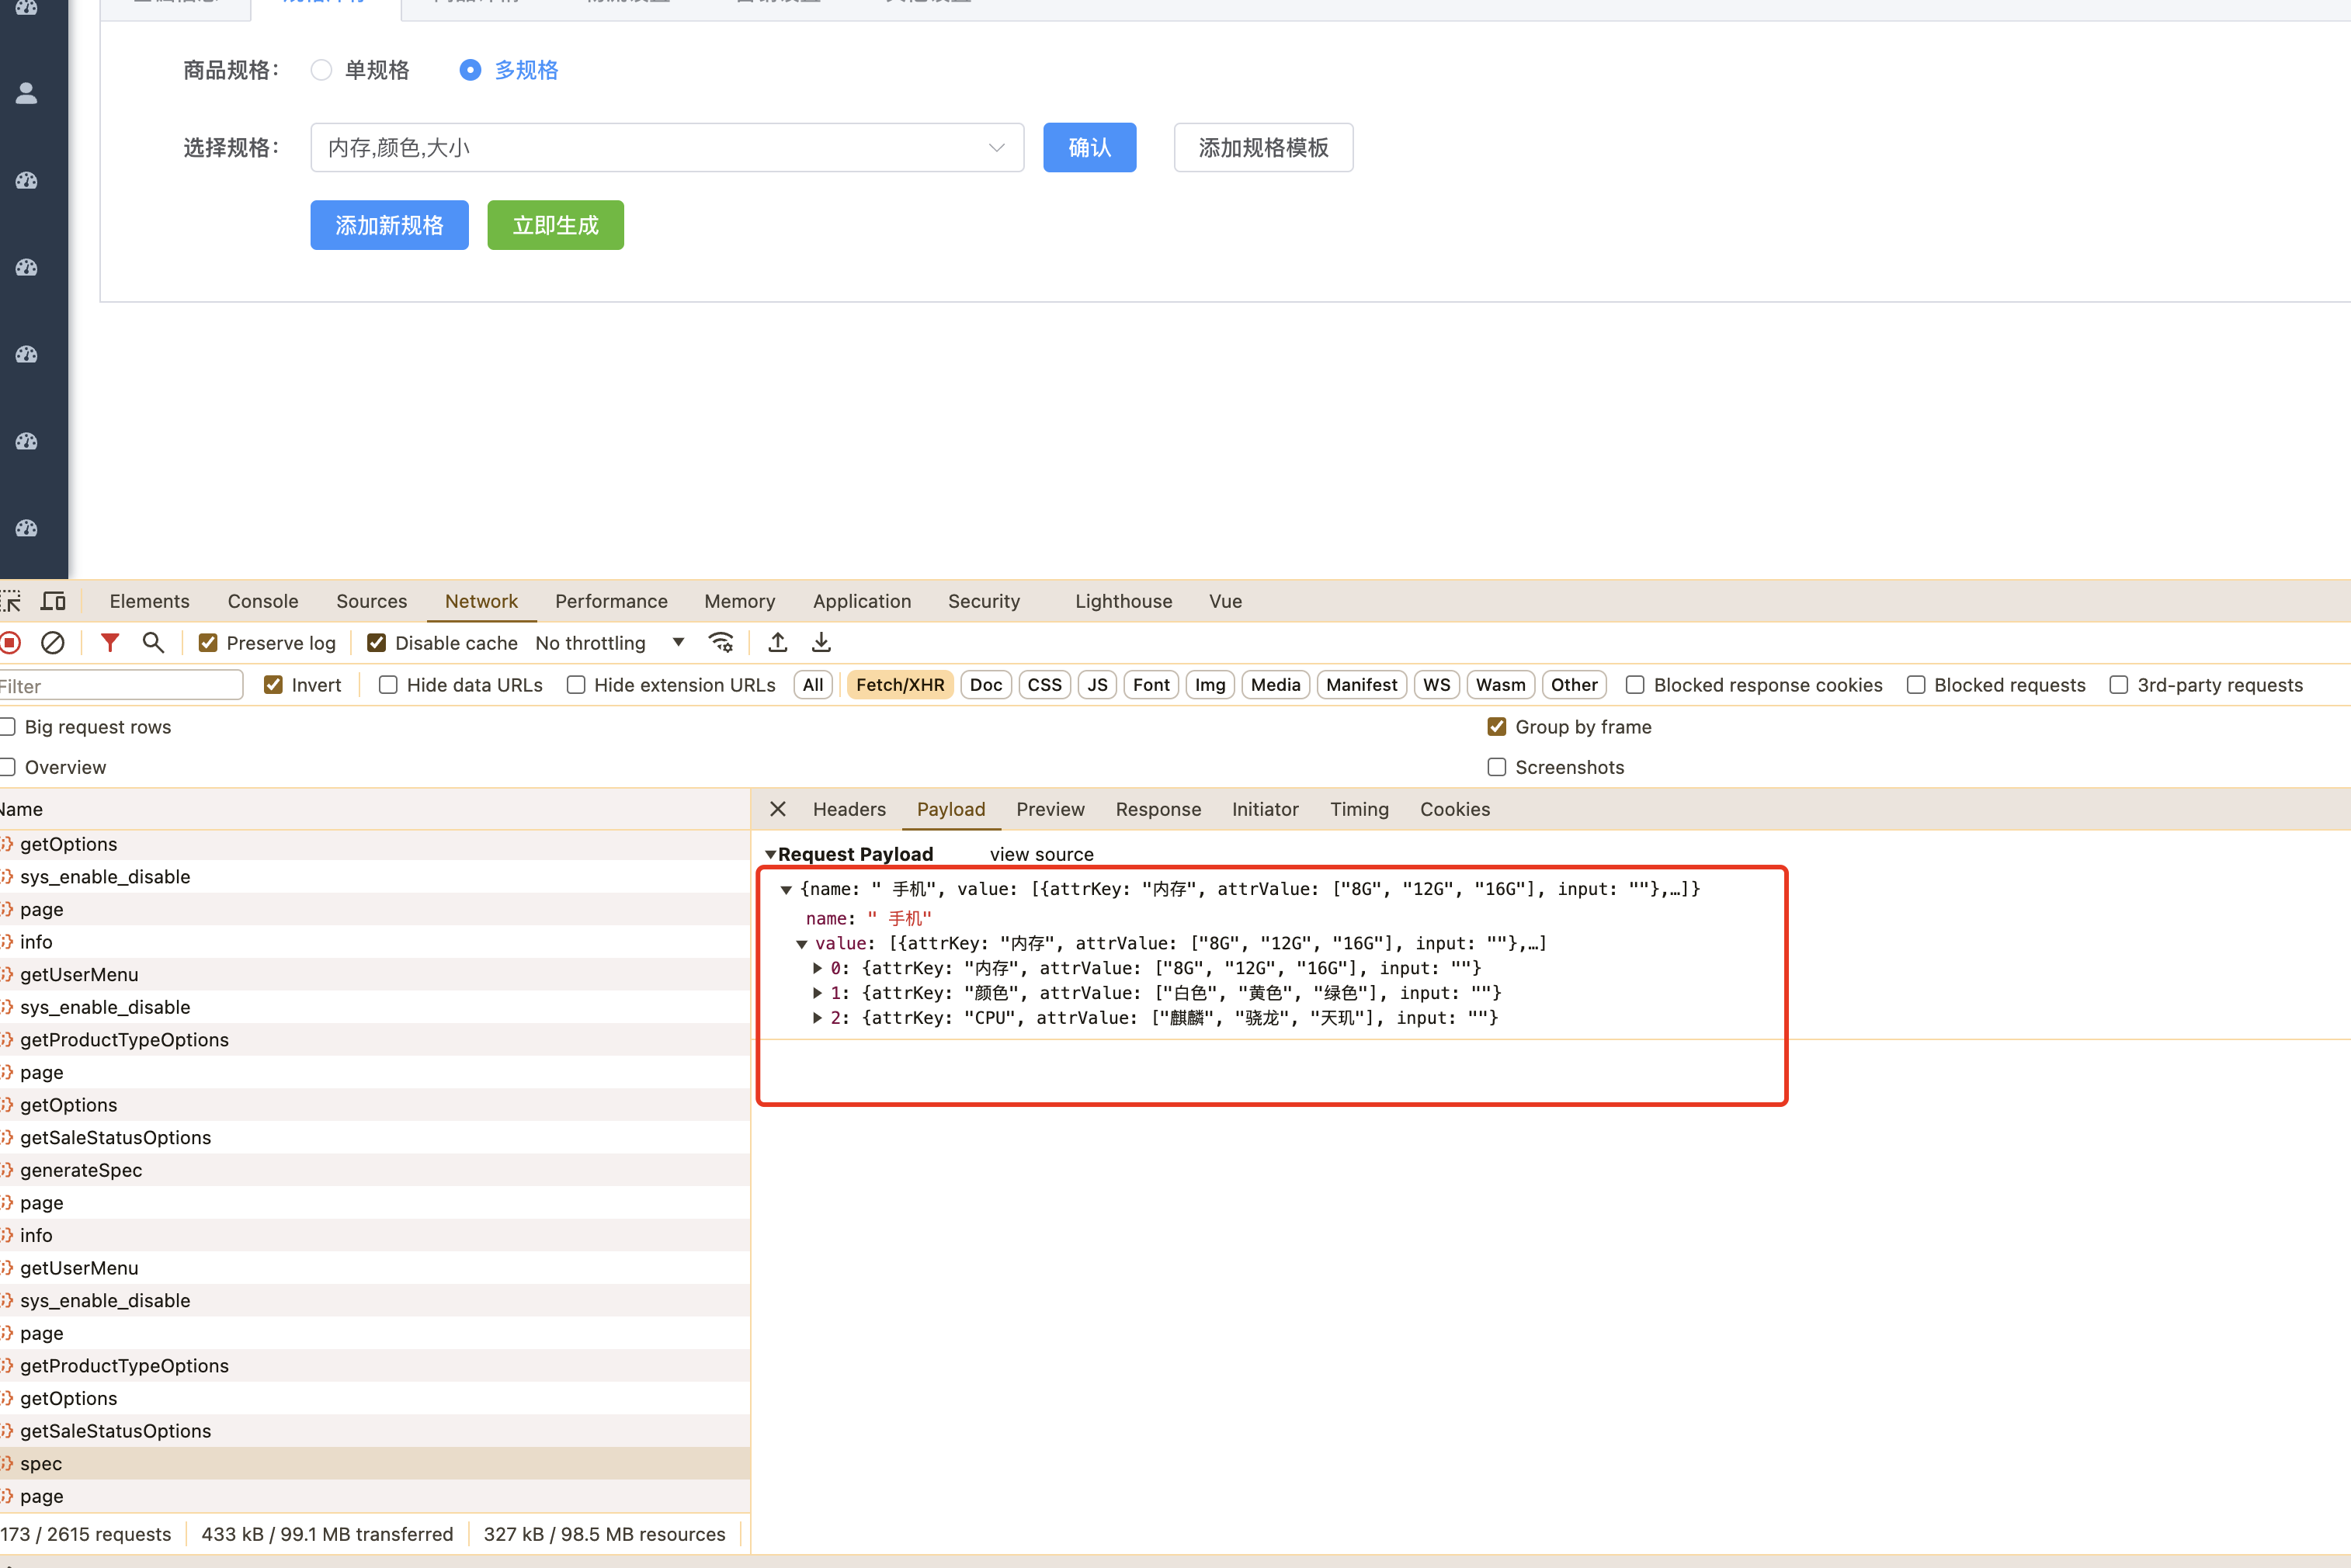 商品规格： 单规格 多规格
选择规格： 内存,颜色,大小 确认 添加规格模板
添加新规格 立即生成
Elements Console Sources Network Performance Memory Application Security Lighthouse Vue
Preserve log Disable cache No throttling
Filter Invert Hide data URLs Hide extension URLs All Fetch/XHR Doc CSS JS Font Img Media Manifest WS Wasm Other Blocked response cookies Blocked requests 3rd-party requests
Big request rows Group by frame
Overview Screenshots
Name Headers Payload Preview Response Initiator Timing Cookies
getOptions
sys_enable_disable
page
info
getUserMenu
sys_enable_disable
getProductTypeOptions
page
getOptions
getSaleStatusOptions
generateSpec
page
info
getUserMenu
sys_enable_disable
page
getProductTypeOptions
getOptions
getSaleStatusOptions
spec
page
Request Payload view source
{name: " 手机", value: [{attrKey: "内存", attrValue: ["8G", "12G", "16G"], input: ""},…]}
name: " 手机"
value: [{attrKey: "内存", attrValue: ["8G", "12G", "16G"], input: ""},…]
0: {attrKey: "内存", attrValue: ["8G", "12G", "16G"], input: ""}
1: {attrKey: "颜色", attrValue: ["白色", "黄色", "绿色"], input: ""}
2: {attrKey: "CPU", attrValue: ["麒麟", "骁龙", "天玑"], input: ""}
173 / 2615 requests 433 kB / 99.1 MB transferred 327 kB / 98.5 MB resources